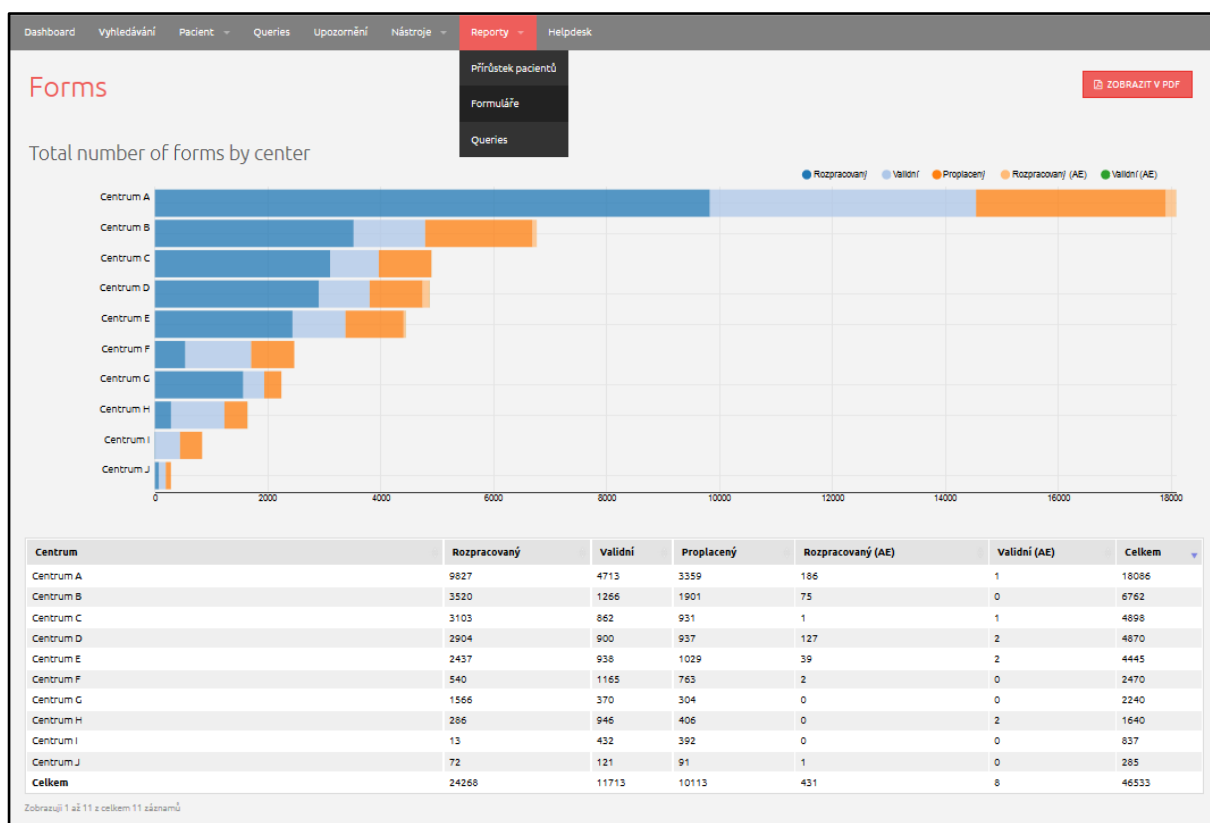 Dashboard Vyhledávání Pacient Queries Upozornění Nástroje Reporty Helpdesk
Přírůstek pacientů
Formuláře
Queries
Forms
ZOBRAZIT V PDF
Total number of forms by center
Rozpracovaný Validní Proplacený Rozpracovaný (AE) Validní (AE)
Centrum A
Centrum B
Centrum C
Centrum D
Centrum E
Centrum F
Centrum G
Centrum H
Centrum I
Centrum J
0 2000 4000 6000 8000 10000 12000 14000 16000 18000
Centrum Rozpracovaný Validní Proplacený Rozpracovaný (AE) Validní (AE) Celkem
Centrum A 9827 4713 3359 186 1 18086
Centrum B 3520 1266 1901 75 0 6762
Centrum C 3103 862 931 1 1 4898
Centrum D 2904 900 937 127 2 4870
Centrum E 2437 938 1029 39 2 4445
Centrum F 540 1165 763 2 0 2470
Centrum G 1566 370 304 0 0 2240
Centrum H 286 946 406 0 2 1640
Centrum I 13 432 392 0 0 837
Centrum J 72 121 91 1 0 285
Celkem 24268 11713 10113 431 8 46533
Zobrazuji 1 až 11 z celkem 11 záznamů